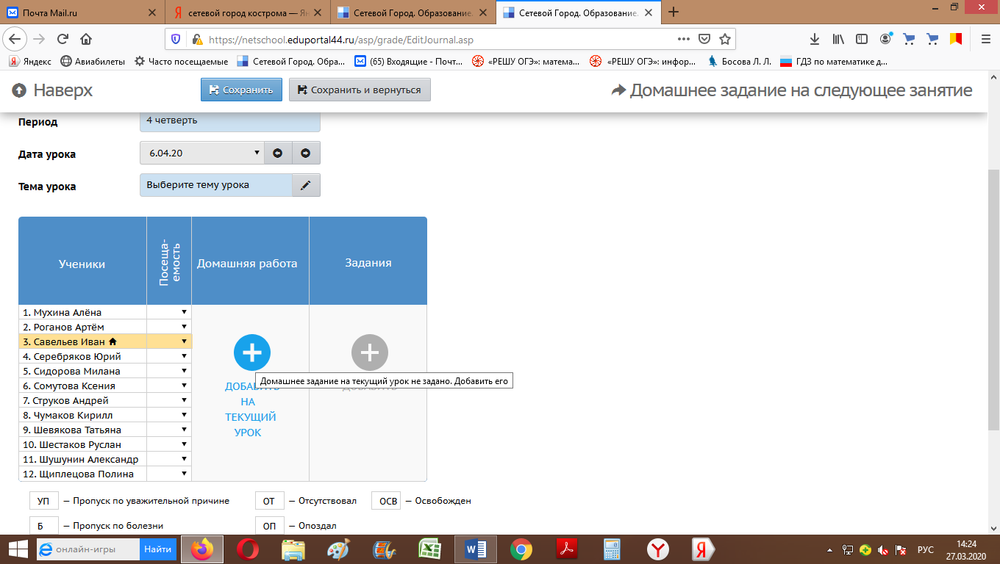 Почта Mail.ru
сетевой город кострома — Ян
Сетевой Город. Образование.
Сетевой Город. Образование.
https://netschool.eduportal44.ru/asp/grade/EditJournal.asp
Яндекс
Авиабилеты
Часто посещаемые
Сетевой Город. Обра...
(65) Входящие - Почт...
«РЕШУ ОГЭ»: матема...
«РЕШУ ОГЭ»: инфор...
Босова Л. Л.
ГДЗ по математике д...
Наверх
Сохранить
Сохранить и вернуться
Домашнее задание на следующее занятие
Период
4 четверть
Дата урока
6.04.20
Тема урока
Выберите тему урока
Ученики
Посеща-
емость
Домашняя работа
Задания
1. Мухина Алёна
2. Роганов Артём
3. Савельев Иван
4. Серебряков Юрий
5. Сидорова Милана
6. Сомутова Ксения
7. Струков Андрей
8. Чумаков Кирилл
9. Шевякова Татьяна
10. Шестаков Руслан
11. Шушунин Александр
12. Щиплецова Полина
Домашнее задание на текущий урок не задано. Добавить его
ДОБАВИТЬ
НА
ТЕКУЩИЙ
УРОК
ДОБАВИТЬ
УП — Пропуск по уважительной причине
ОТ — Отсутствовал
ОСВ — Освобожден
Б — Пропуск по болезни
ОП — Опоздал
онлайн-игры
Найти
РУС
14:24
27.03.2020